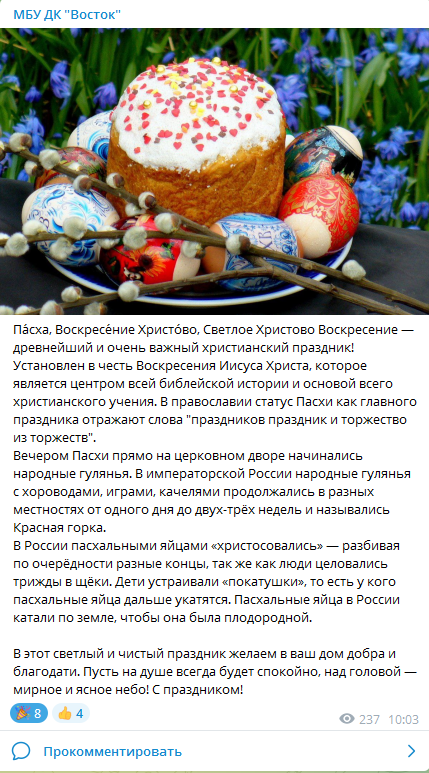 МБУ ДК "Восток"
Па́сха, Воскресе́ние Христо́во, Светлое Христово Воскресение —
древнейший и очень важный христианский праздник!
Установлен в честь Воскресения Иисуса Христа, которое
является центром всей библейской истории и основой всего
христианского учения. В православии статус Пасхи как главного
праздника отражают слова "праздников праздник и торжество
из торжеств".
Вечером Пасхи прямо на церковном дворе начинались
народные гулянья. В императорской России народные гулянья
с хороводами, играми, качелями продолжались в разных
местностях от одного дня до двух-трёх недель и назывались
Красная горка.
В России пасхальными яйцами «христосовались» — разбивая
по очерёдности разные концы, так же как люди целовались
трижды в щёки. Дети устраивали «покатушки», то есть у кого
пасхальные яйца дальше укатятся. Пасхальные яйца в России
катали по земле, чтобы она была плодородной.
В этот светлый и чистый праздник желаем в ваш дом добра и
благодати. Пусть на душе всегда будет спокойно, над головой —
мирное и ясное небо! С праздником!
8 4
237 10:03
Прокомментировать